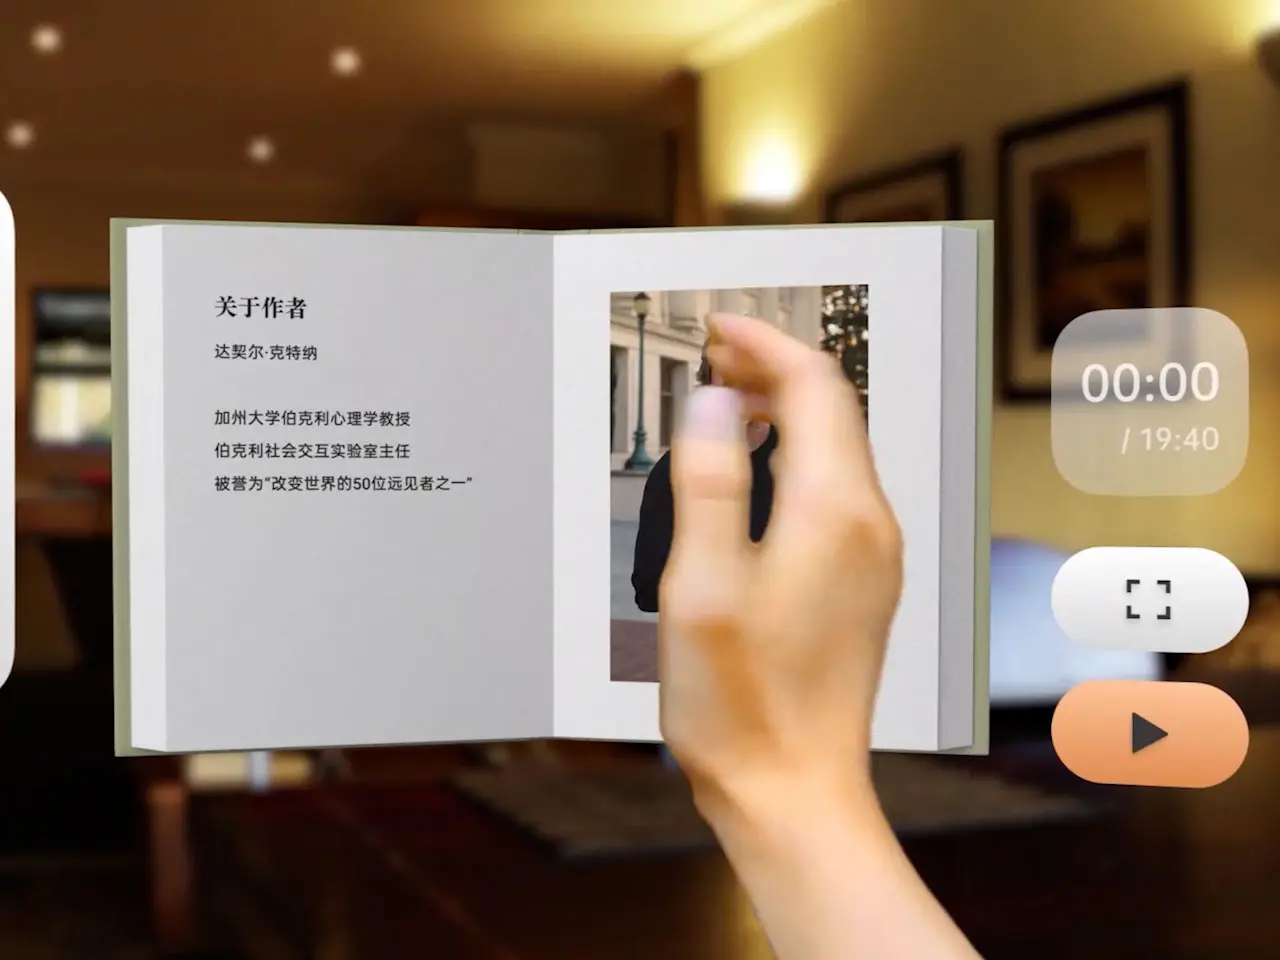 关于作者
达契尔·克特纳
加州大学伯克利心理学教授
伯克利社会交互实验室主任
被誉为“改变世界的50位远见者之一”
00:00
/ 19:40